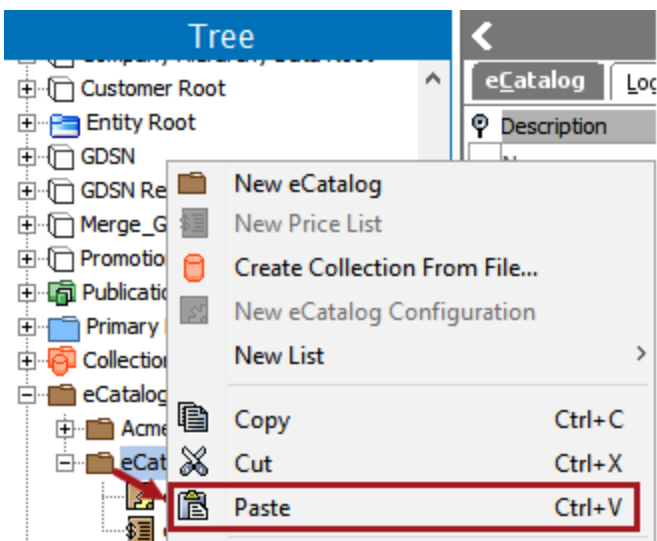 Tree
Customer Root
Entity Root
GDSN
GDSN Re
Merge_G
Promotio
Publicatio
Primary
Collection
eCatalog
Acme
eCat
eCatalog
Log
Description
New eCatalog
New Price List
Create Collection From File...
New eCatalog Configuration
New List
Copy Ctrl+C
Cut Ctrl+X
Paste Ctrl+V